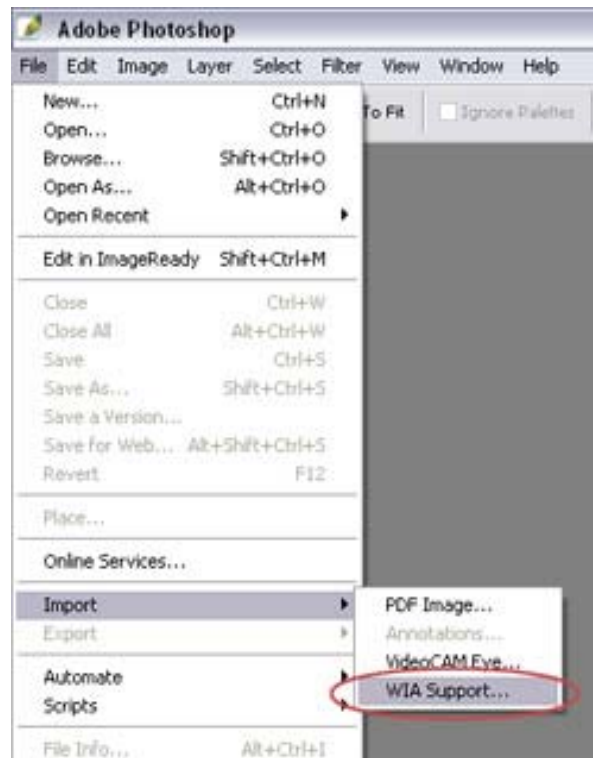 Adobe Photoshop
File Edit Image Layer Select Filter View Window Help
To Fit Ignore Palettes
New... Ctrl+N
Open... Ctrl+O
Browse... Shift+Ctrl+O
Open As... Alt+Ctrl+O
Open Recent
Edit in ImageReady Shift+Ctrl+M
Close Ctrl+W
Close All Alt+Ctrl+W
Save Ctrl+S
Save As... Shift+Ctrl+S
Save a Version...
Save for Web... Alt+Shift+Ctrl+S
Revert F12
Place...
Online Services...
Import
Export
Automate
Scripts
File Info... Alt+Ctrl+I
PDF Image...
Annotations...
VideoCAM Eye...
WIA Support...